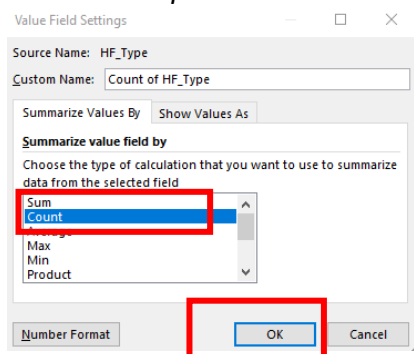 Value Field Settings
Source Name: HF_Type
Custom Name: Count of HF_Type
Summarize Values By Show Values As
Summarize value field by
Choose the type of calculation that you want to use to summarize
data from the selected field
Sum
Count
Average
Max
Min
Product
Number Format OK Cancel